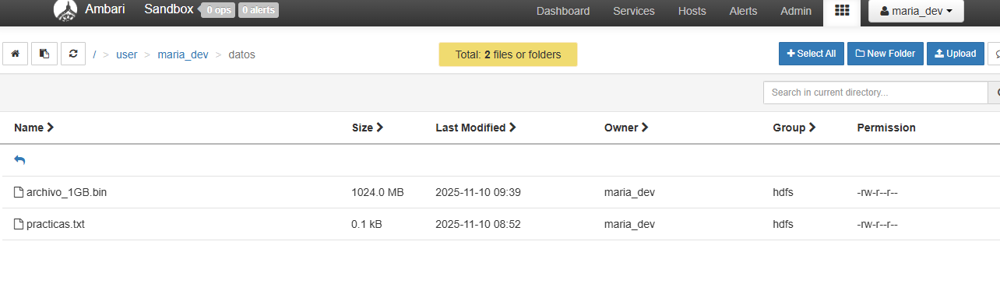 Ambari Sandbox 0 ops 0 alerts Dashboard Services Hosts Alerts Admin maria_dev
/ > user > maria_dev > datos Total: 2 files or folders Select All New Folder Upload
Search in current directory...
Name Size Last Modified Owner Group Permission
archivo_1GB.bin 1024.0 MB 2025-11-10 09:39 maria_dev hdfs -rw-r--r--
practicas.txt 0.1 kB 2025-11-10 08:52 maria_dev hdfs -rw-r--r--